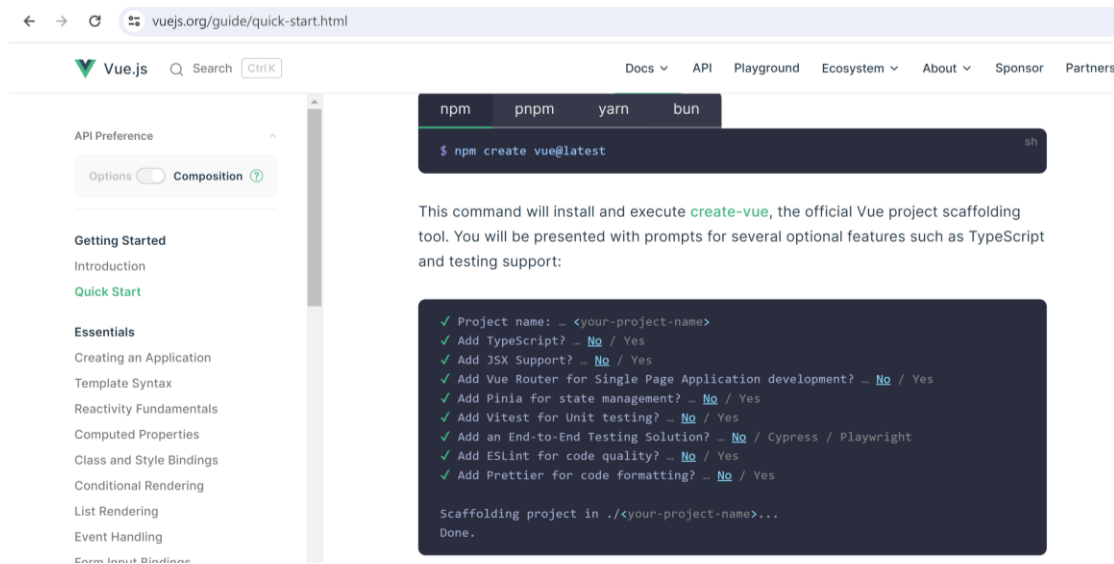 vuejs.org/guide/quick-start.html
Vue.js Search Ctrl K Docs API Playground Ecosystem About Sponsor Partners
API Preference
Options Composition ?
Getting Started
Introduction
Quick Start
Essentials
Creating an Application
Template Syntax
Reactivity Fundamentals
Computed Properties
Class and Style Bindings
Conditional Rendering
List Rendering
Event Handling
Form Input Bindings
npm pnpm yarn bun
sh
$ npm create vue@latest
This command will install and execute create-vue, the official Vue project scaffolding
tool. You will be presented with prompts for several optional features such as TypeScript
and testing support:
✓ Project name: … <your-project-name>
✓ Add TypeScript? … No / Yes
✓ Add JSX Support? … No / Yes
✓ Add Vue Router for Single Page Application development? … No / Yes
✓ Add Pinia for state management? … No / Yes
✓ Add Vitest for Unit testing? … No / Yes
✓ Add an End-to-End Testing Solution? … No / Cypress / Playwright
✓ Add ESLint for code quality? … No / Yes
✓ Add Prettier for code formatting? … No / Yes
Scaffolding project in ./<your-project-name>...
Done.